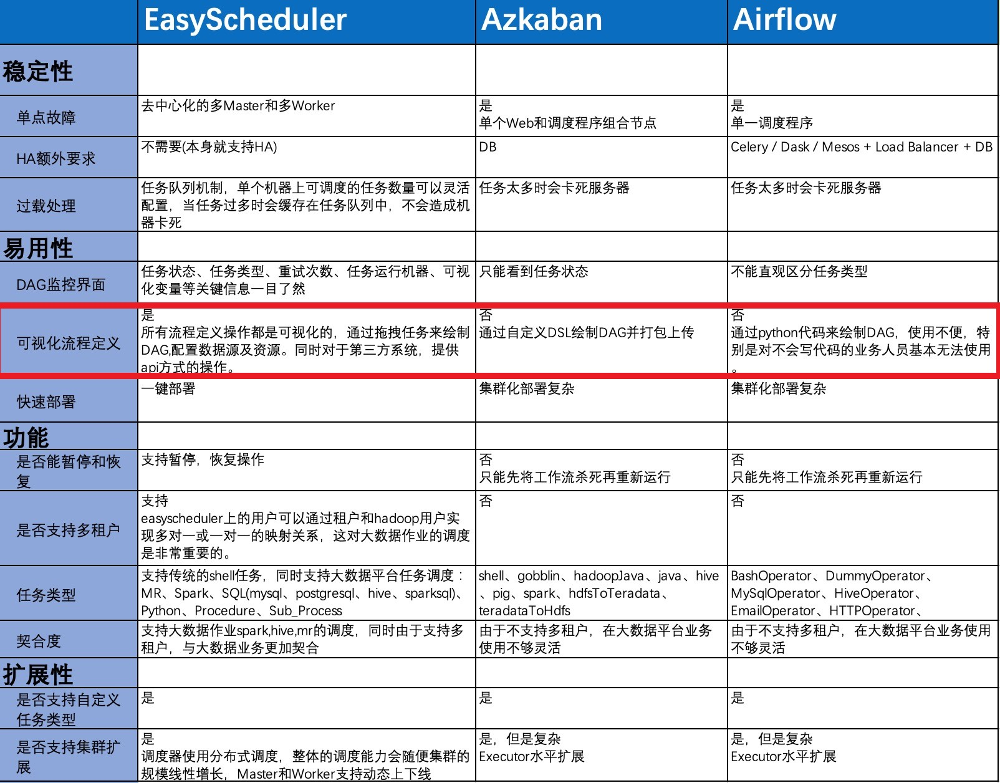 EasyScheduler
Azkaban
Airflow
稳定性
单点故障
去中心化的多Master和多Worker
是
单个Web和调度程序组合节点
是
单一调度程序
HA额外要求
不需要(本身就支持HA)
DB
Celery / Dask / Mesos + Load Balancer + DB
过载处理
任务队列机制，单个机器上可调度的任务数量可以灵活
配置，当任务过多时会缓存在任务队列中，不会造成机
器卡死
任务太多时会卡死服务器
任务太多时会卡死服务器
易用性
DAG监控界面
任务状态、任务类型、重试次数、任务运行机器、可视
化变量等关键信息一目了然
只能看到任务状态
不能直观区分任务类型
可视化流程定义
是
所有流程定义操作都是可视化的，通过拖拽任务来绘制
DAG,配置数据源及资源。同时对于第三方系统，提供
api方式的操作。
否
通过自定义DSL绘制DAG并打包上传
否
通过python代码来绘制DAG，使用不便，特
别是对不会写代码的业务人员基本无法使用
。
快速部署
一键部署
集群化部署复杂
集群化部署复杂
功能
是否能暂停和恢
复
支持暂停，恢复操作
否
只能先将工作流杀死再重新运行
否
只能先将工作流杀死再重新运行
是否支持多租户
支持
easyscheduler上的用户可以通过租户和hadoop用户实
现多对一或一对一的映射关系，这对大数据作业的调度
是非常重要的。
否
否
任务类型
支持传统的shell任务，同时支持大数据平台任务调度：
MR、Spark、SQL(mysql、postgresql、hive、sparksql)、
Python、Procedure、Sub_Process
shell、gobblin、hadoopJava、java、hive
、pig、spark、hdfsToTeradata、
teradataToHdfs
BashOperator、DummyOperator、
MySqlOperator、HiveOperator、
EmailOperator、HTTPOperator、
契合度
支持大数据作业spark,hive,mr的调度，同时由于支持多
租户，与大数据业务更加契合
由于不支持多租户，在大数据平台业务
使用不够灵活
由于不支持多租户，在大数据平台业务使用
不够灵活
扩展性
是否支持自定义
任务类型
是
是
是
是否支持集群扩
展
是
调度器使用分布式调度，整体的调度能力会随便集群的
规模线性增长，Master和Worker支持动态上下线
是，但是复杂
Executor水平扩展
是，但是复杂
Executor水平扩展